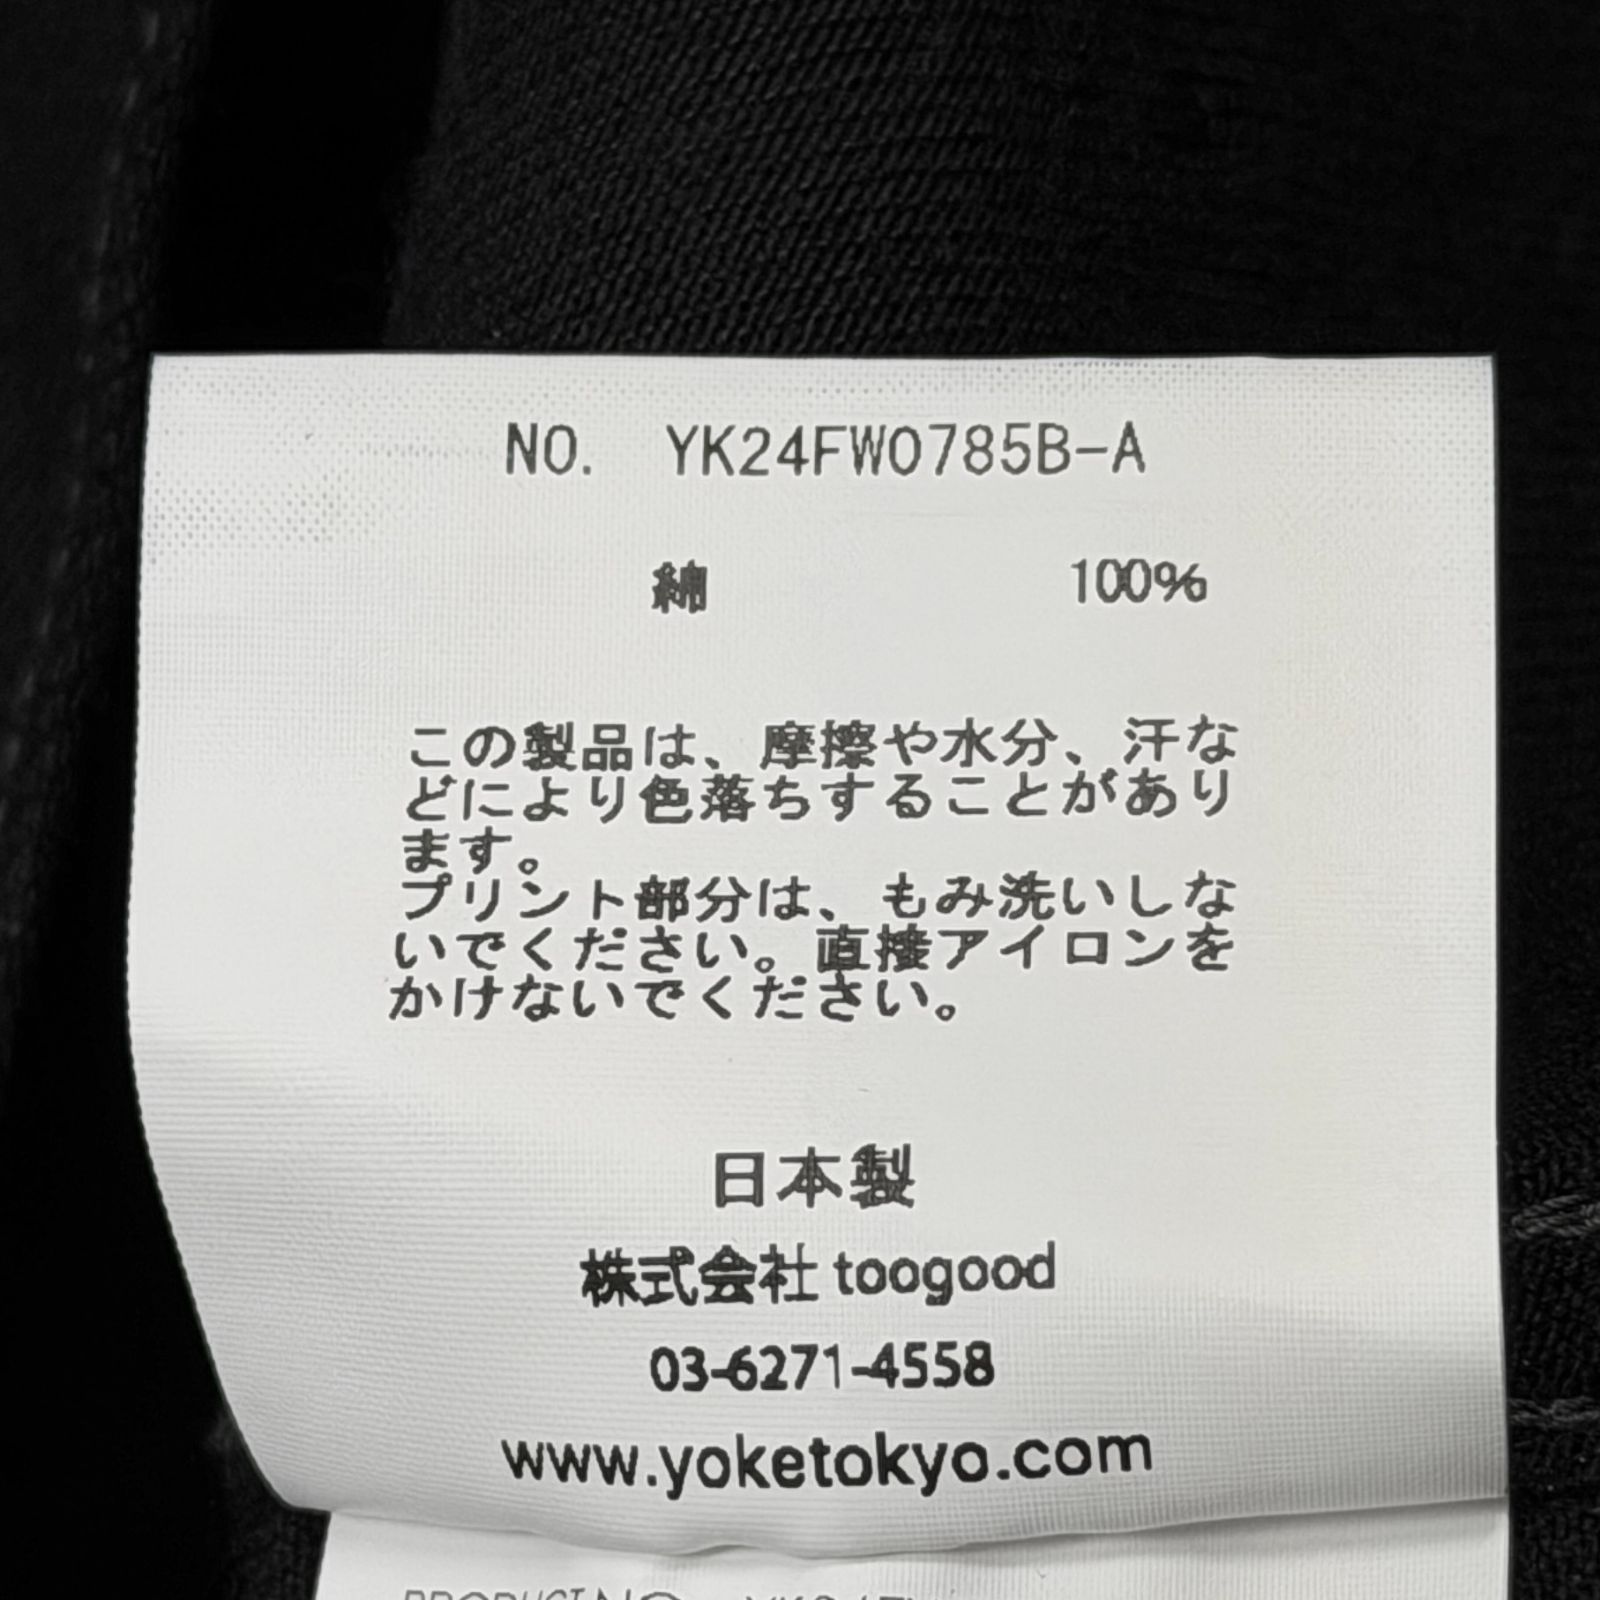 NO. YK24FW0785B-A
綿 100%
この製品は、摩擦や水分、汗な
どにより色落ちすることがあり
ます。
プリント部分は、もみ洗いしな
いでください。直接アイロンを
かけないでください。
日本製
株式会社 toogood
03-6271-4558
www.yoketokyo.com